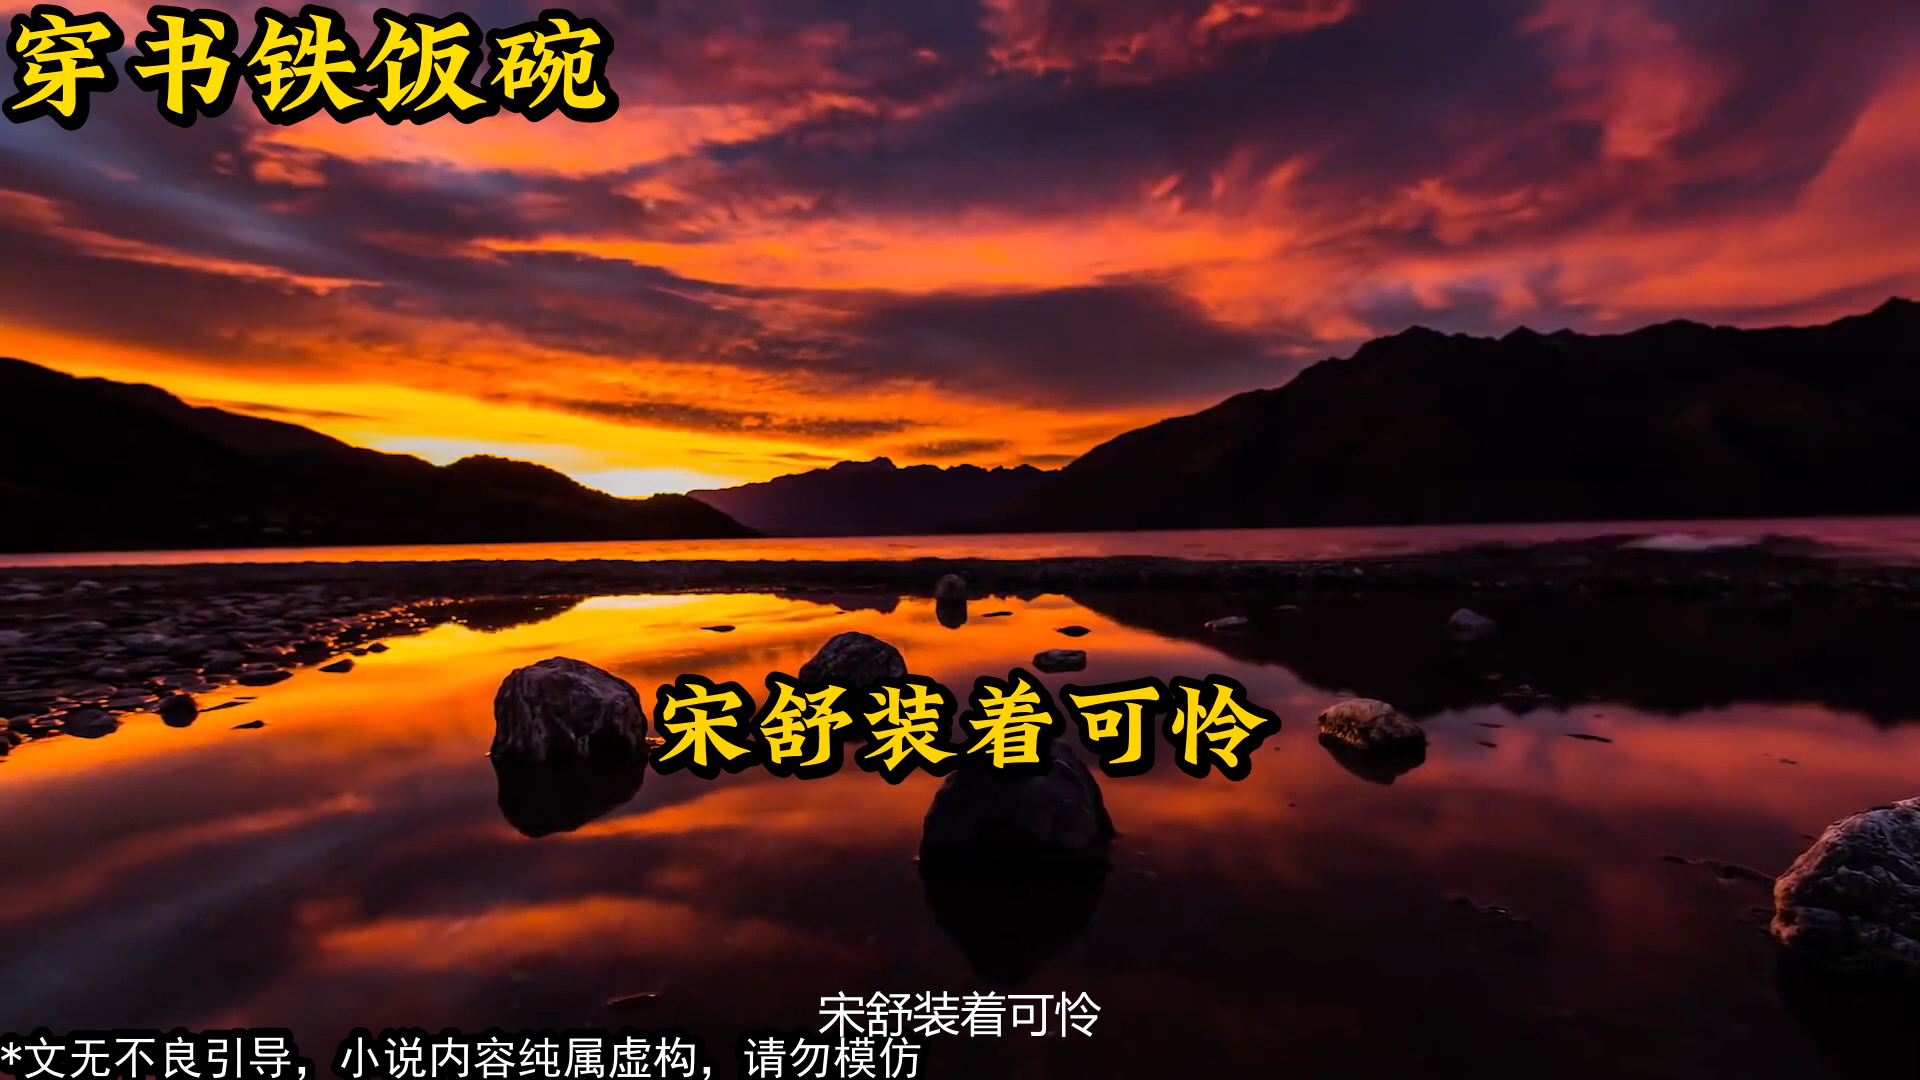 穿书铁饭碗
宋舒装着可怜
宋舒装着可怜
*文无不良引导，小说内容纯属虚构，请勿模仿